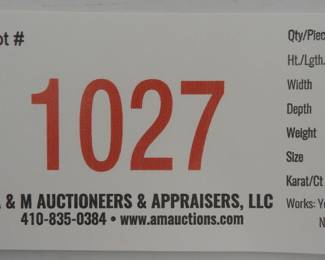 ot #
1027
& M AUCTIONEERS & APPRAISERS, LLC
410-835-0384 • www.amauctions.com
Qty/Piec
Ht./Lgth.
Width
Depth
Weight
Size
Karat/Ct
Works: Y
N